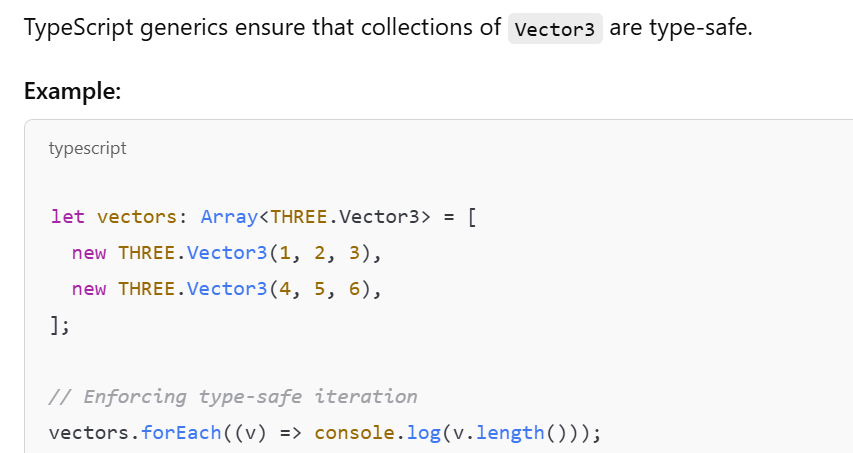 TypeScript generics ensure that collections of Vector3 are type-safe.
Example:
typescript
let vectors: Array<THREE.Vector3> = [
  new THREE.Vector3(1, 2, 3),
  new THREE.Vector3(4, 5, 6),
];
// Enforcing type-safe iteration
vectors.forEach((v) => console.log(v.length()));